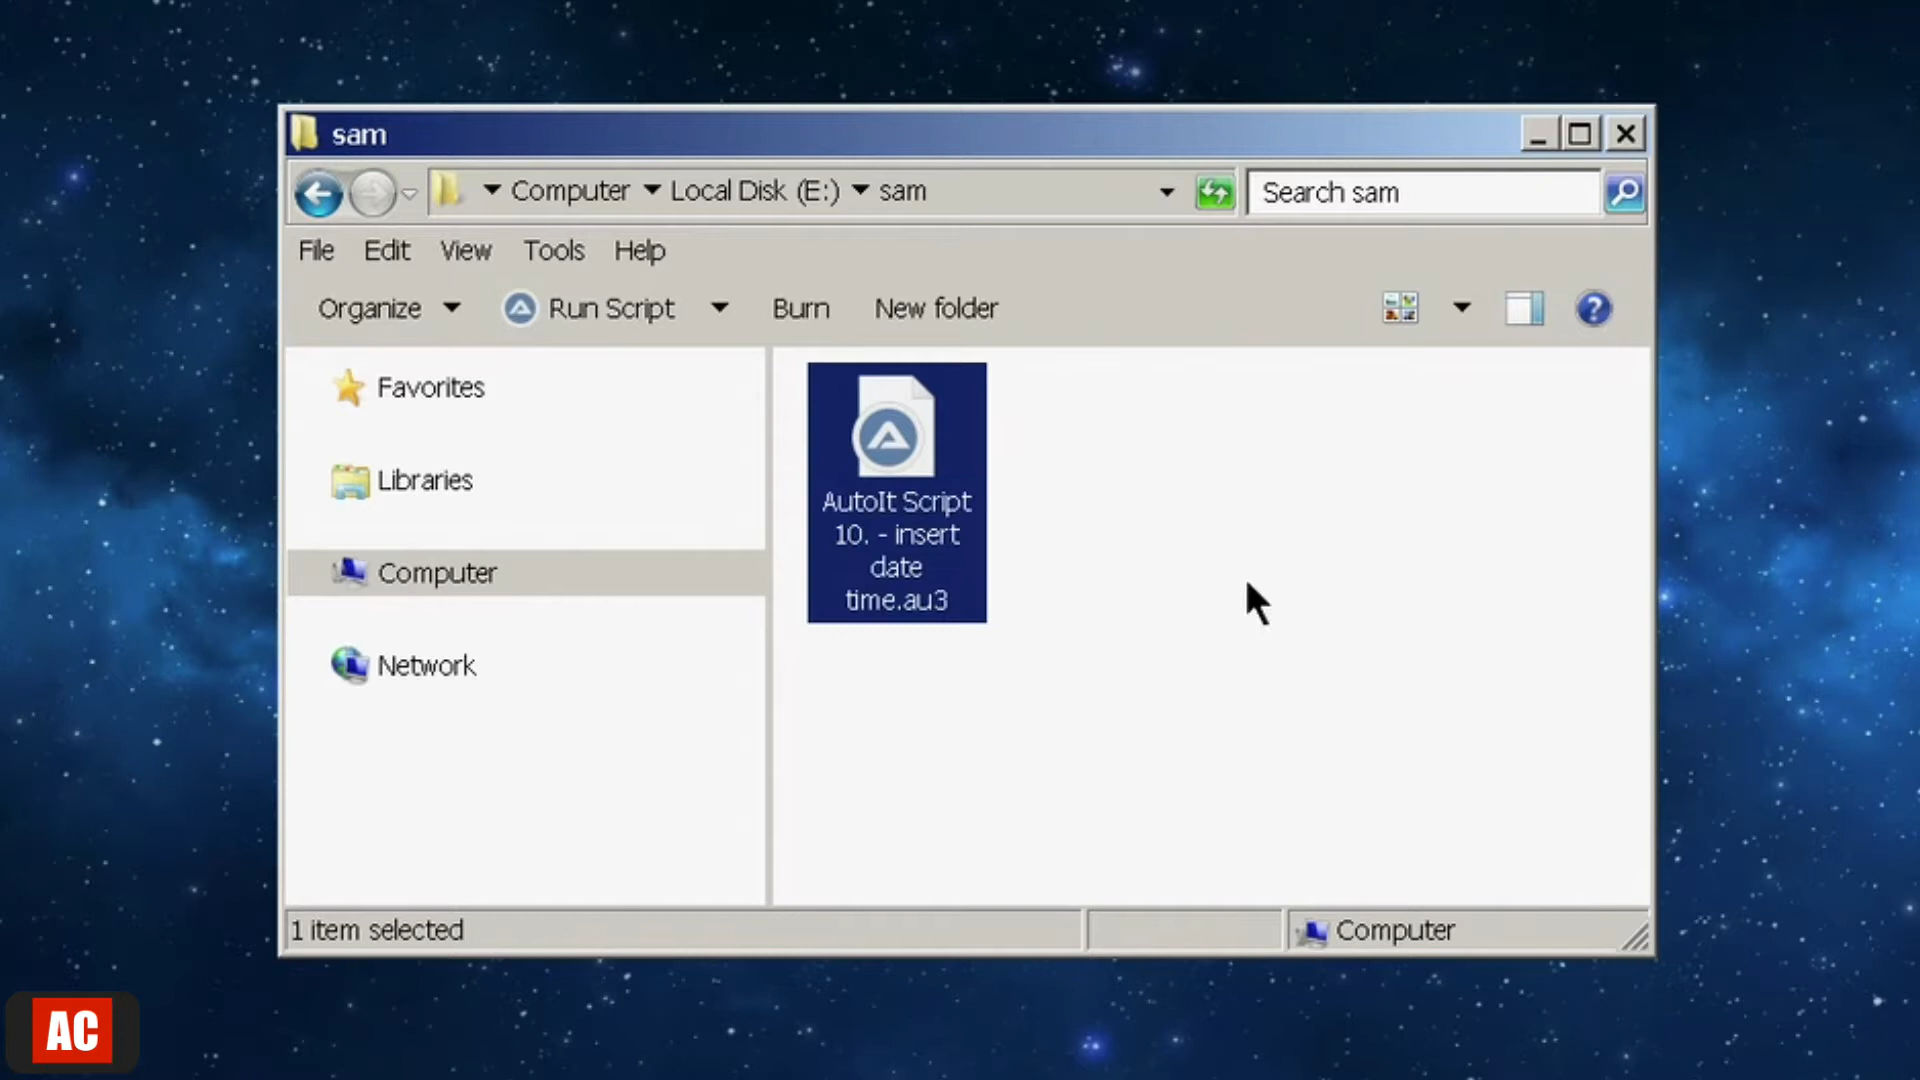 sam
Computer Local Disk (E:) sam
Search sam
File Edit View Tools Help
Organize Run Script Burn New folder
Favorites
Libraries
Computer
Network
AutoIt Script
10. - insert
date
time.au3
1 item selected
Computer
AC